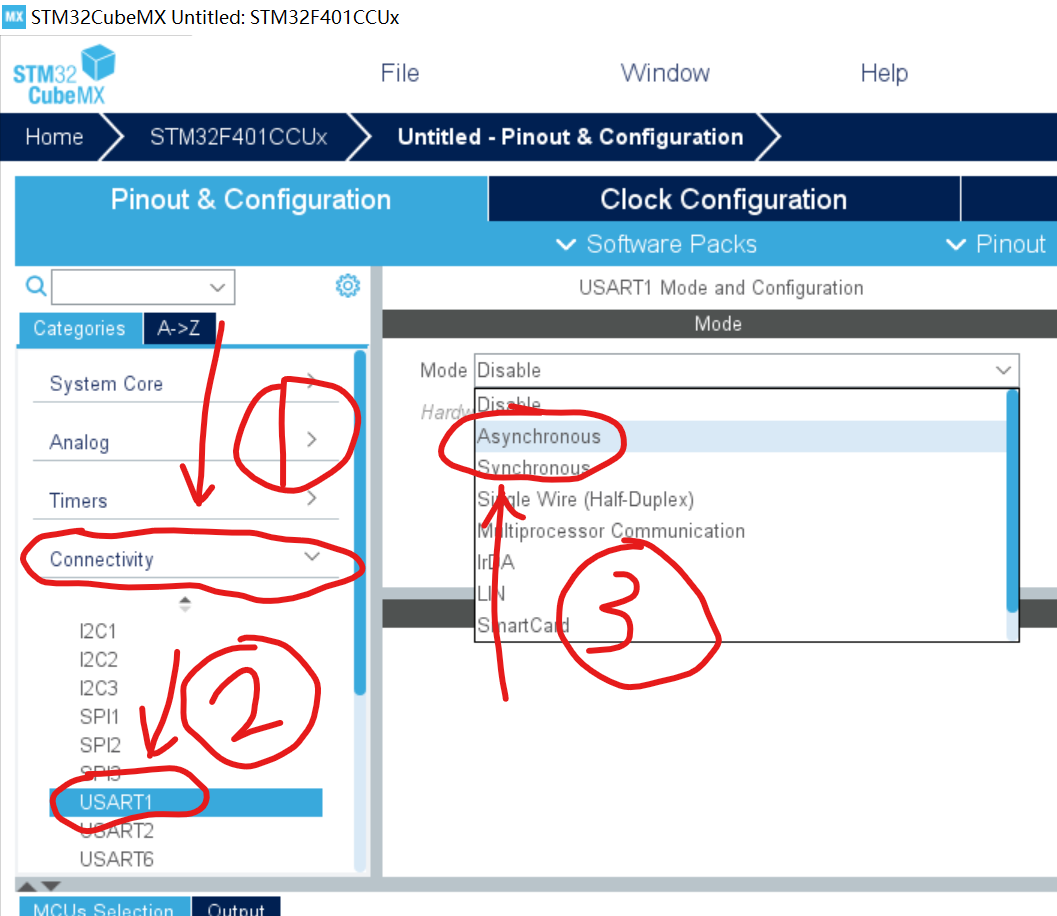 MX STM32CubeMX Untitled: STM32F401CCUx
STM32
CubeMX
File Window Help
Home STM32F401CCUx Untitled - Pinout & Configuration
Pinout & Configuration Clock Configuration
Software Packs Pinout
USART1 Mode and Configuration
Categories A->Z
Mode
Mode Disable
System Core
Disable
Hardw
1
Asynchronous
Analog
Synchronous
Timers
Single Wire (Half-Duplex)
Multiprocessor Communication
Connectivity
IrDA
LIN
3
SmartCard
I2C1
I2C2
I2C3
2
SPI1
SPI2
SPI3
USART1
USART2
USART6
MCUs Selection Output